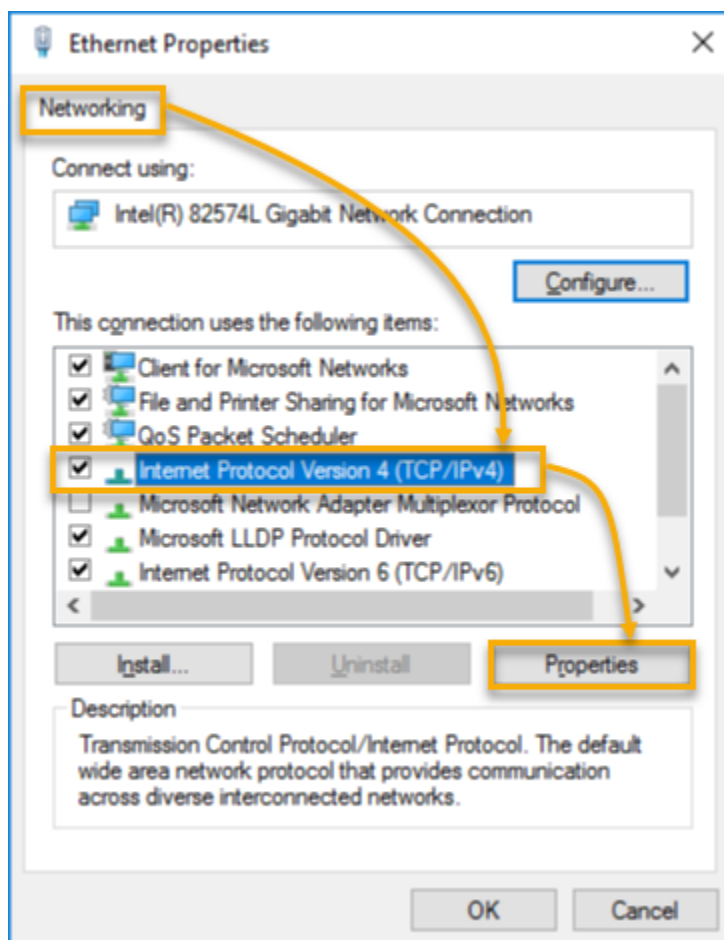 Ethernet Properties
Networking
Connect using:
Intel(R) 82574L Gigabit Network Connection
Configure...
This connection uses the following items:
Client for Microsoft Networks
File and Printer Sharing for Microsoft Networks
QoS Packet Scheduler
Internet Protocol Version 4 (TCP/IPv4)
Microsoft Network Adapter Multiplexor Protocol
Microsoft LLDP Protocol Driver
Internet Protocol Version 6 (TCP/IPv6)
Install... Uninstall Properties
Description
Transmission Control Protocol/Internet Protocol. The default
wide area network protocol that provides communication
across diverse interconnected networks.
OK Cancel